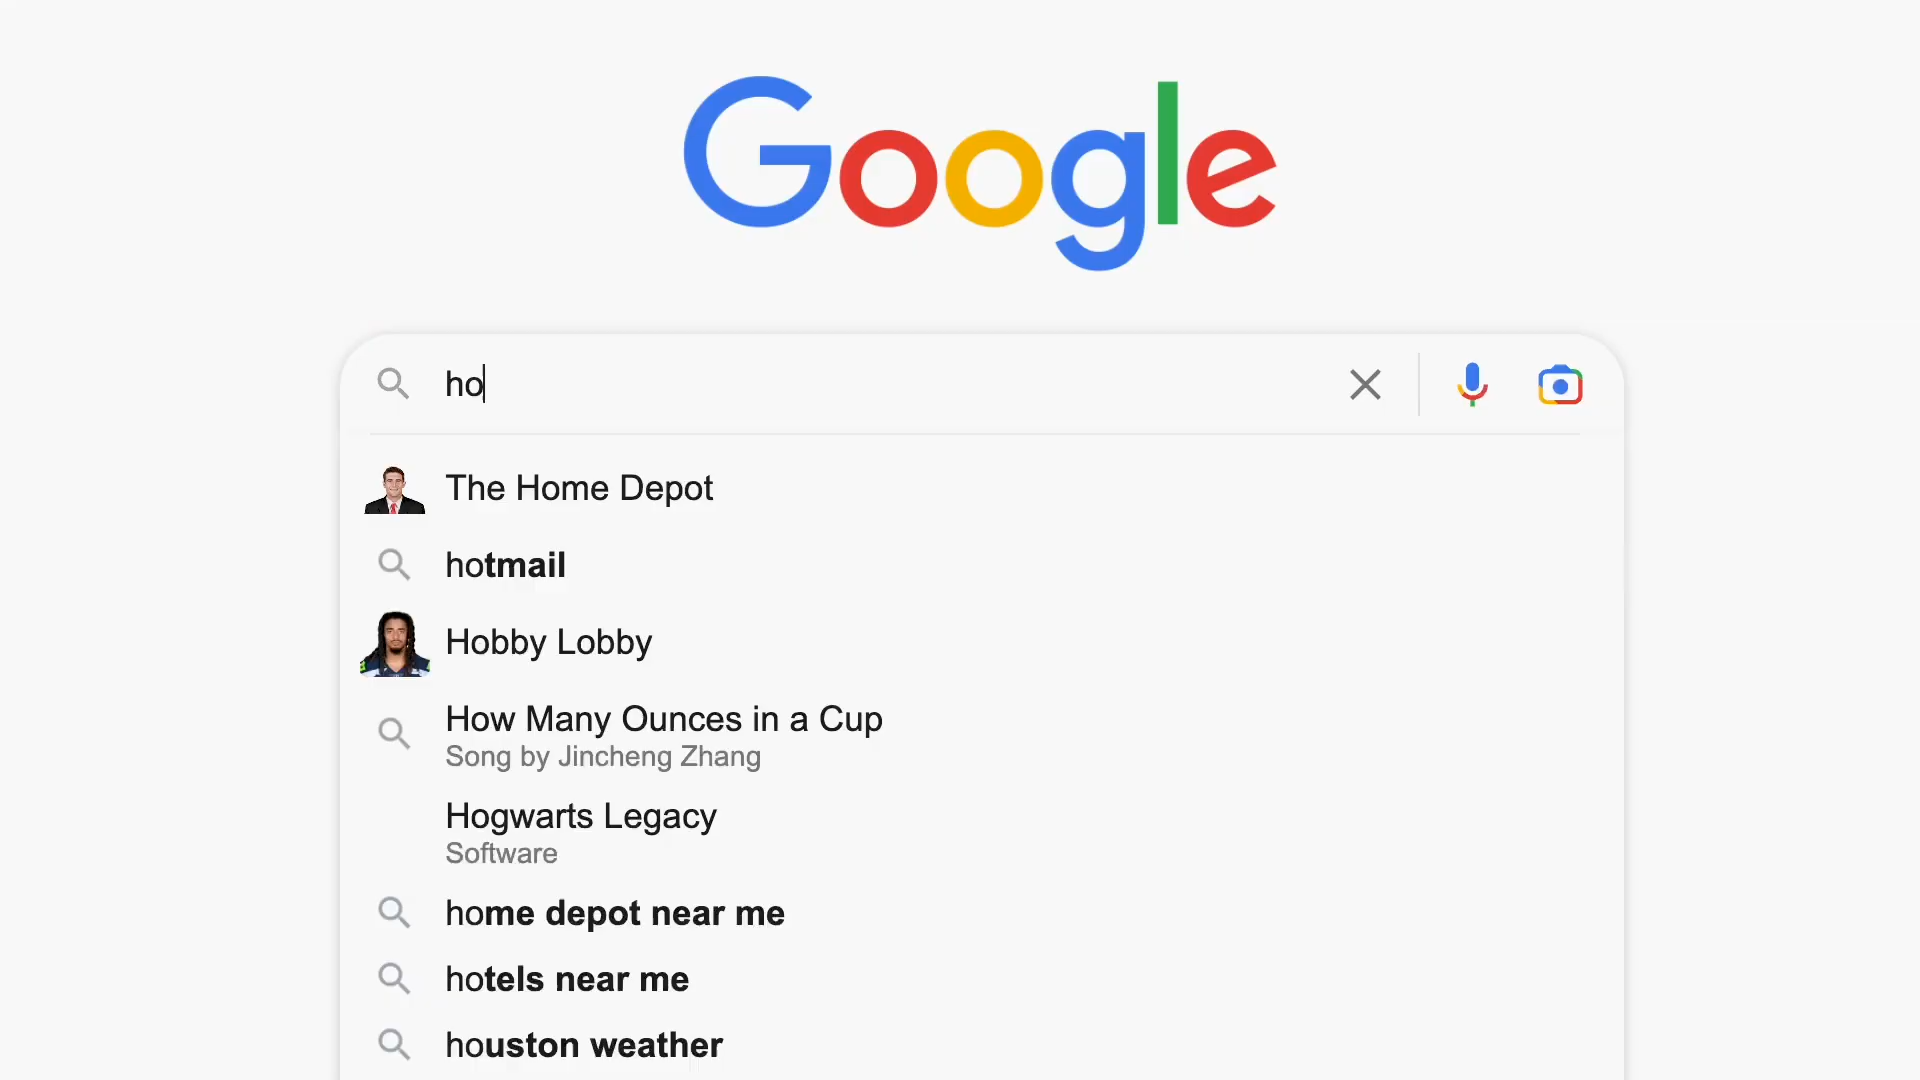 Google
ho
The Home Depot
hotmail
Hobby Lobby
How Many Ounces in a Cup
Song by Jincheng Zhang
Hogwarts Legacy
Software
home depot near me
hotels near me
houston weather